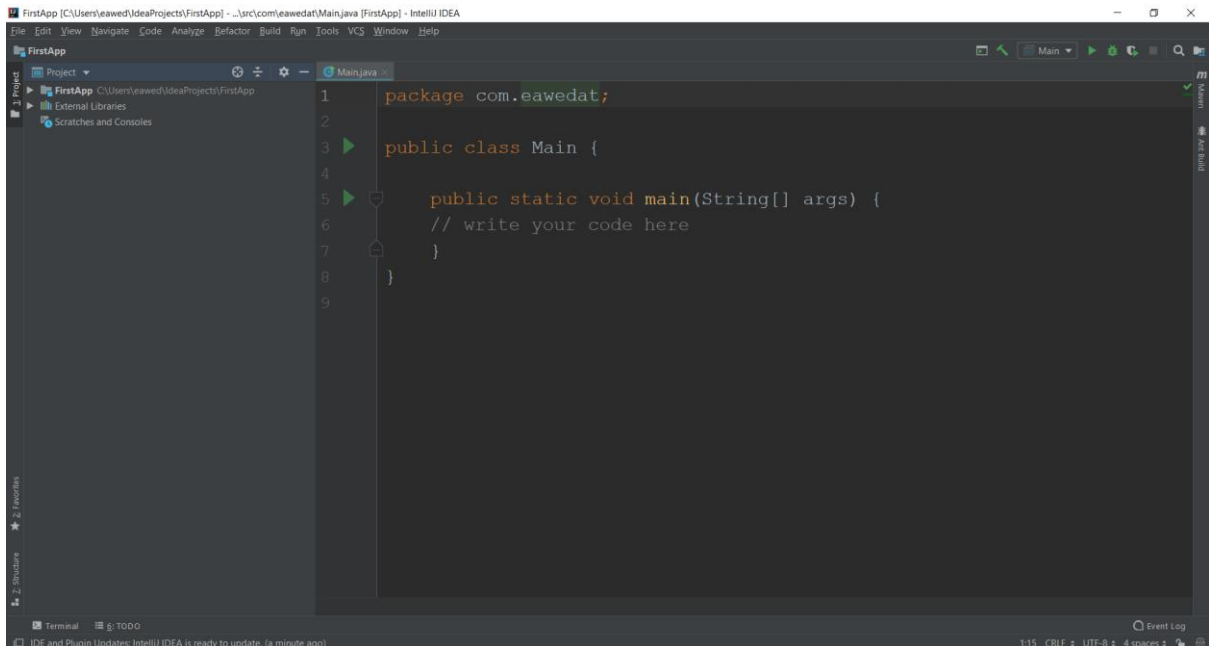 FirstApp [C:\Users\eawed\IdeaProjects\FirstApp] - ...\src\com\eawedat\Main.java [FirstApp] - IntelliJ IDEA
File Edit View Navigate Code Analyze Refactor Build Run Tools VCS Window Help
FirstApp
Main
1: Project
Project
Main.java
FirstApp C:\Users\eawed\IdeaProjects\FirstApp
External Libraries
Scratches and Consoles
1 package com.eawedat;
2
3 public class Main {
4
5 public static void main(String[] args) {
6 // write your code here
7 }
8 }
9
m Maven
Ant Build
2: Favorites
Z: Structure
Terminal 6: TODO
Event Log
IDE and Plugin Updates: IntelliJ IDEA is ready to update. (a minute ago)
1:15 CRLF UTF-8 4 spaces